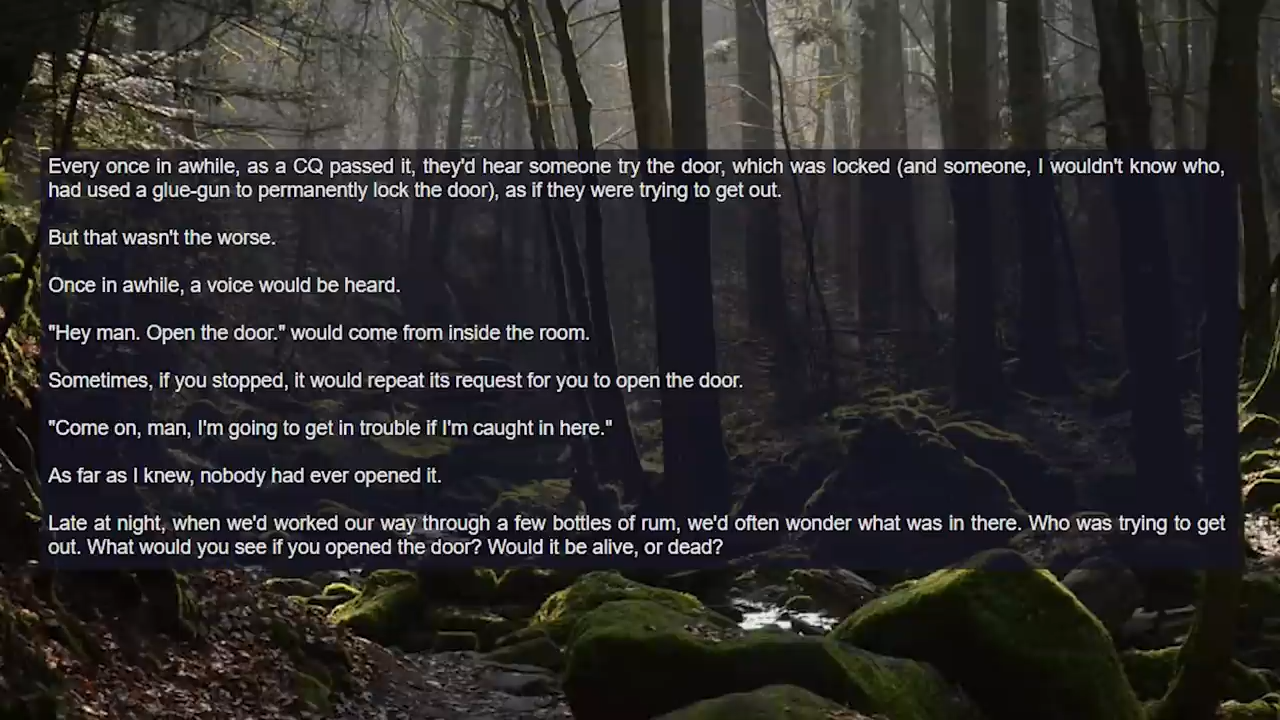 Every once in awhile, as a CQ passed it, they'd hear someone try the door, which was locked (and someone, I wouldn't know who,
had used a glue-gun to permanently lock the door), as if they were trying to get out.
But that wasn't the worse.
Once in awhile, a voice would be heard.
"Hey man. Open the door." would come from inside the room.
Sometimes, if you stopped, it would repeat its request for you to open the door.
"Come on, man, I'm going to get in trouble if I'm caught in here."
As far as I knew, nobody had ever opened it.
Late at night, when we'd worked our way through a few bottles of rum, we'd often wonder what was in there. Who was trying to get
out. What would you see if you opened the door? Would it be alive, or dead?